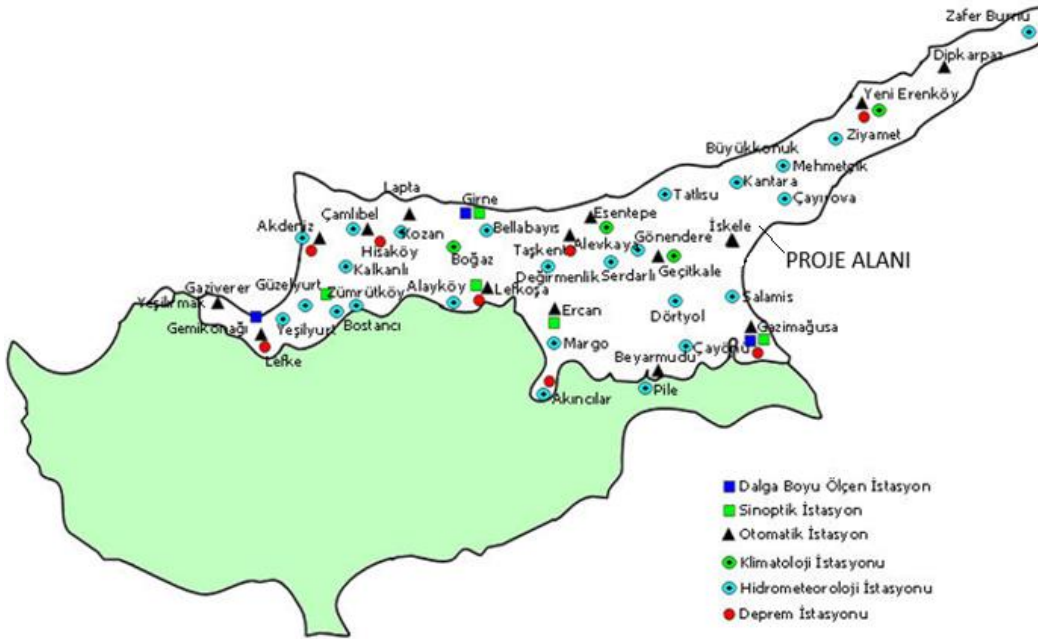 Zafer Burnu
Dipkarpaz
Yeni Erenköy
Ziyamet
Büyükkonuk
Mehmetçik
Kantara
Çayırova
Tatlısu
Lapta
Girne
Esentepe
İskele
Çamlıbel
Akdeniz
Kozan
Bellabayıs
Gönendere
Hisaköy
Taşkent
Alevkaya
PROJE ALANI
Boğaz
Kalkanlı
Geçitkale
Değirmenlik
Serdarlı
Gaziverer
Güzelyurt
Zümrütköy
Alayköy
Lefkoşa
Yeşilırmak
Salamis
Ercan
Dörtyol
Gemikonağı
Yeşilyurt
Bostancı
Gazimağusa
Margo
Çayönü
Lefke
Beyarmudu
Pile
Akıncılar
Dalga Boyu Ölçen İstasyon
Sinoptik İstasyon
Otomatik İstasyon
Klimatoloji İstasyonu
Hidrometeoroloji İstasyonu
Deprem İstasyonu